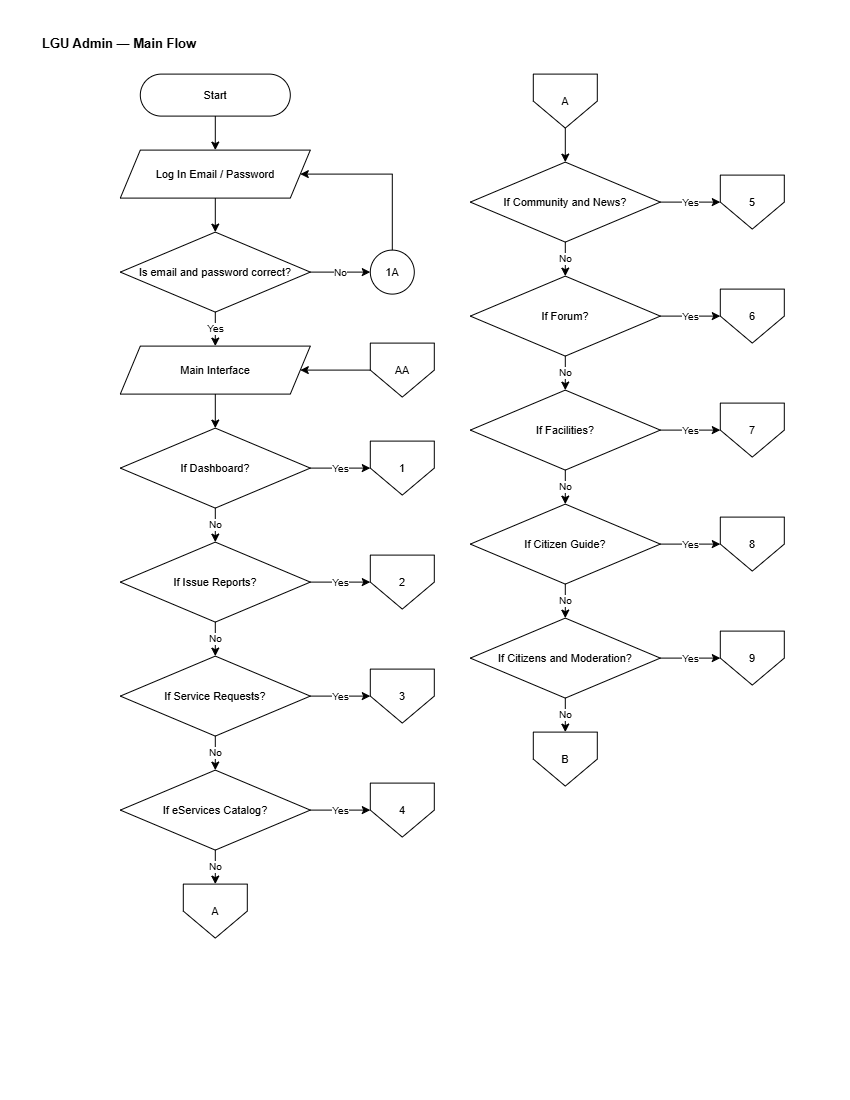 LGU Admin — Main Flow
Start
Log In Email / Password
Is email and password correct?
No
1A
Yes
Main Interface
AA
If Dashboard?
Yes
1
No
If Issue Reports?
Yes
2
No
If Service Requests?
Yes
3
No
If eServices Catalog?
Yes
4
No
A
A
If Community and News?
Yes
5
No
If Forum?
Yes
6
No
If Facilities?
Yes
7
No
If Citizen Guide?
Yes
8
No
If Citizens and Moderation?
Yes
9
No
B